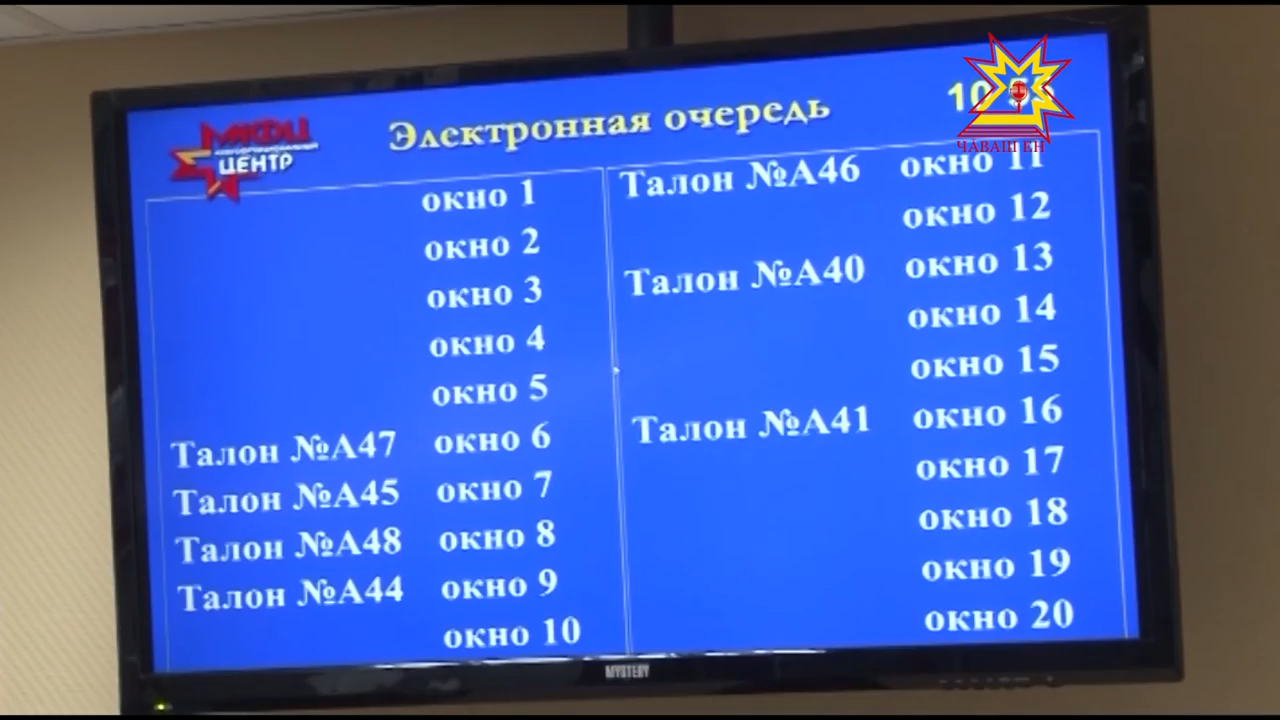 МФЦ
ЦЕНТР
Электронная очередь
ЧӐВАШ ЕН
окно 1
окно 2
окно 3
окно 4
окно 5
Талон №А47 окно 6
Талон №А45 окно 7
Талон №А48 окно 8
Талон №А44 окно 9
окно 10
Талон №А46 окно 11
окно 12
Талон №А40 окно 13
окно 14
окно 15
Талон №А41 окно 16
окно 17
окно 18
окно 19
окно 20
MYSTERY